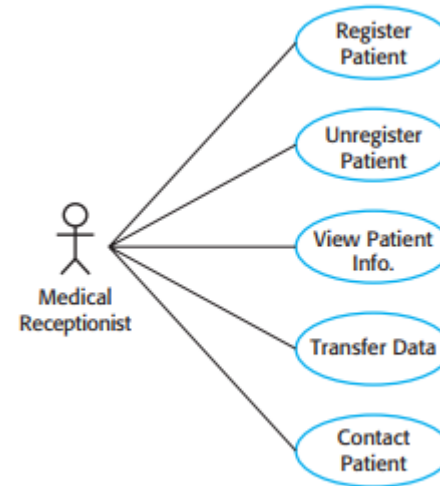 Register
Patient
Unregister
Patient
View Patient
Info.
Medical
Receptionist
Transfer Data
Contact
Patient